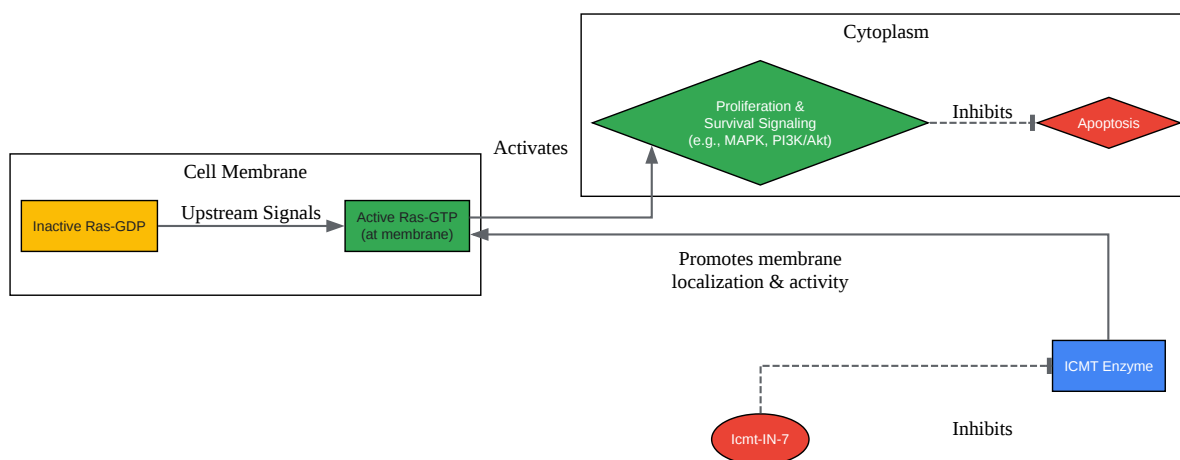 Cytoplasm
Proliferation &
Survival Signaling
(e.g., MAPK, PI3K/Akt)
Inhibits
Apoptosis
Activates
Cell Membrane
Inactive Ras-GDP
Upstream Signals
Active Ras-GTP
(at membrane)
Promotes membrane
localization & activity
ICMT Enzyme
Icmt-IN-7
Inhibits